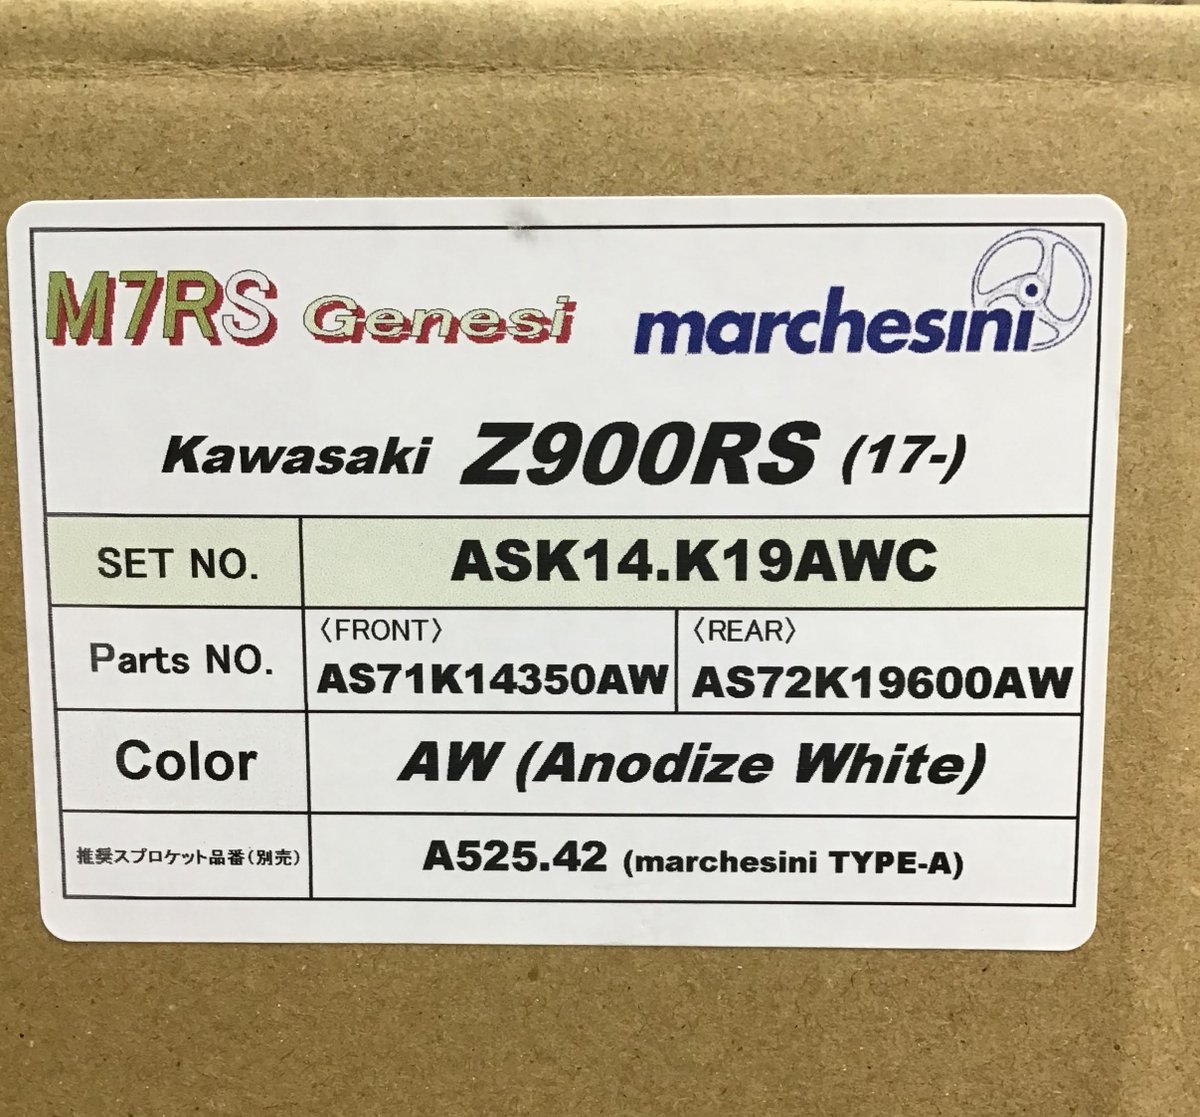 M7RS Genesi marchesini
Kawasaki Z900RS (17-)
SET NO. ASK14.K19AWC
Parts NO. 〈FRONT〉 AS71K14350AW 〈REAR〉 AS72K19600AW
Color AW (Anodize White)
推奨スプロケット品番(別売) A525.42 (marchesini TYPE-A)